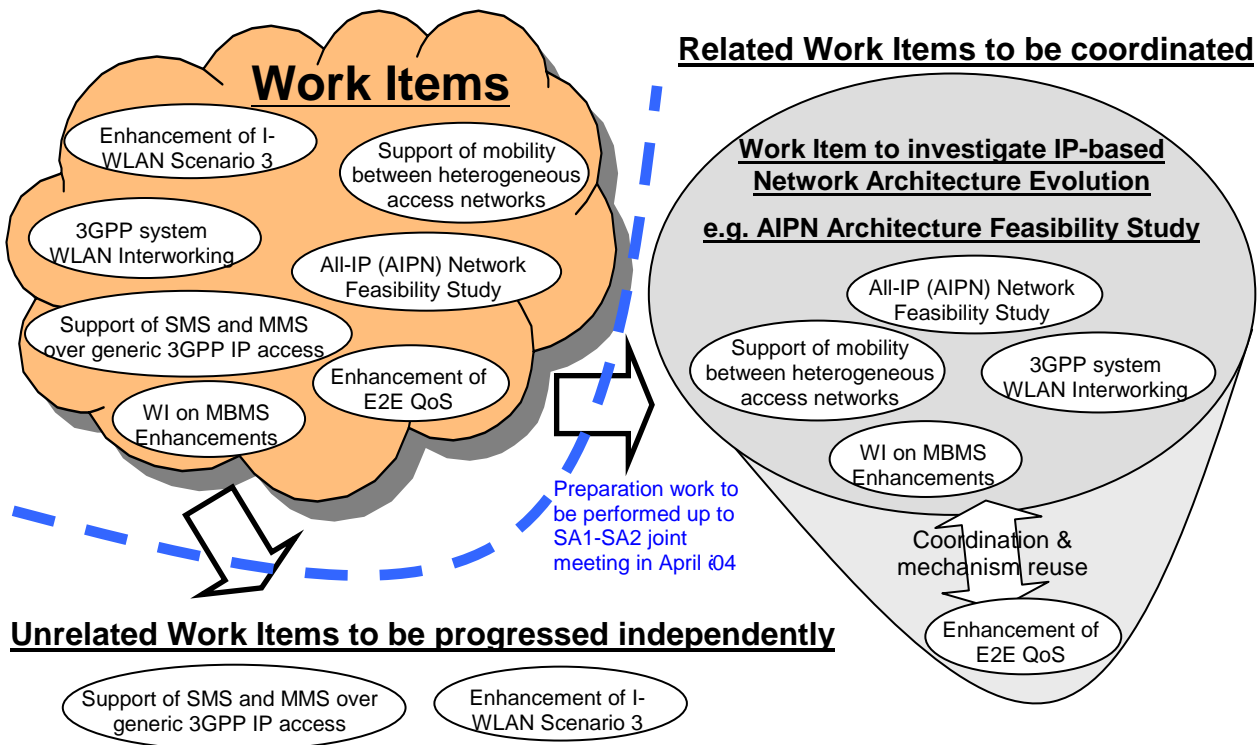 Work Items
Enhancement of I-
WLAN Scenario 3
Support of mobility
between heterogeneous
access networks
3GPP system
WLAN Interworking
All-IP (AIPN) Network
Feasibility Study
Support of SMS and MMS
over generic 3GPP IP access
Enhancement of
E2E QoS
WI on MBMS
Enhancements
Preparation work to
be performed up to
SA1-SA2 joint
meeting in April ё04
Related Work Items to be coordinated
Work Item to investigate IP-based
Network Architecture Evolution
e.g. AIPN Architecture Feasibility Study
All-IP (AIPN) Network
Feasibility Study
Support of mobility
between heterogeneous
access networks
3GPP system
WLAN Interworking
WI on MBMS
Enhancements
Coordination &
mechanism reuse
Enhancement of
E2E QoS
Unrelated Work Items to be progressed independently
Support of SMS and MMS over
generic 3GPP IP access
Enhancement of I-
WLAN Scenario 3